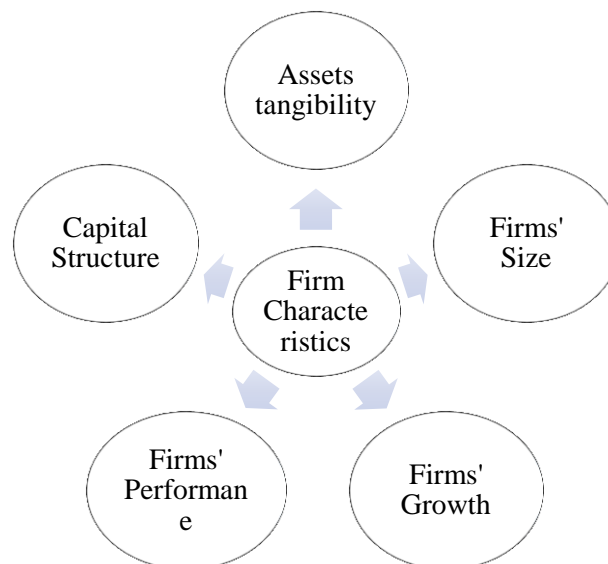 Assets
tangibility
Capital
Structure
Firms'
Size
Firm
Characte
ristics
Firms'
Performan
e
Firms'
Growth